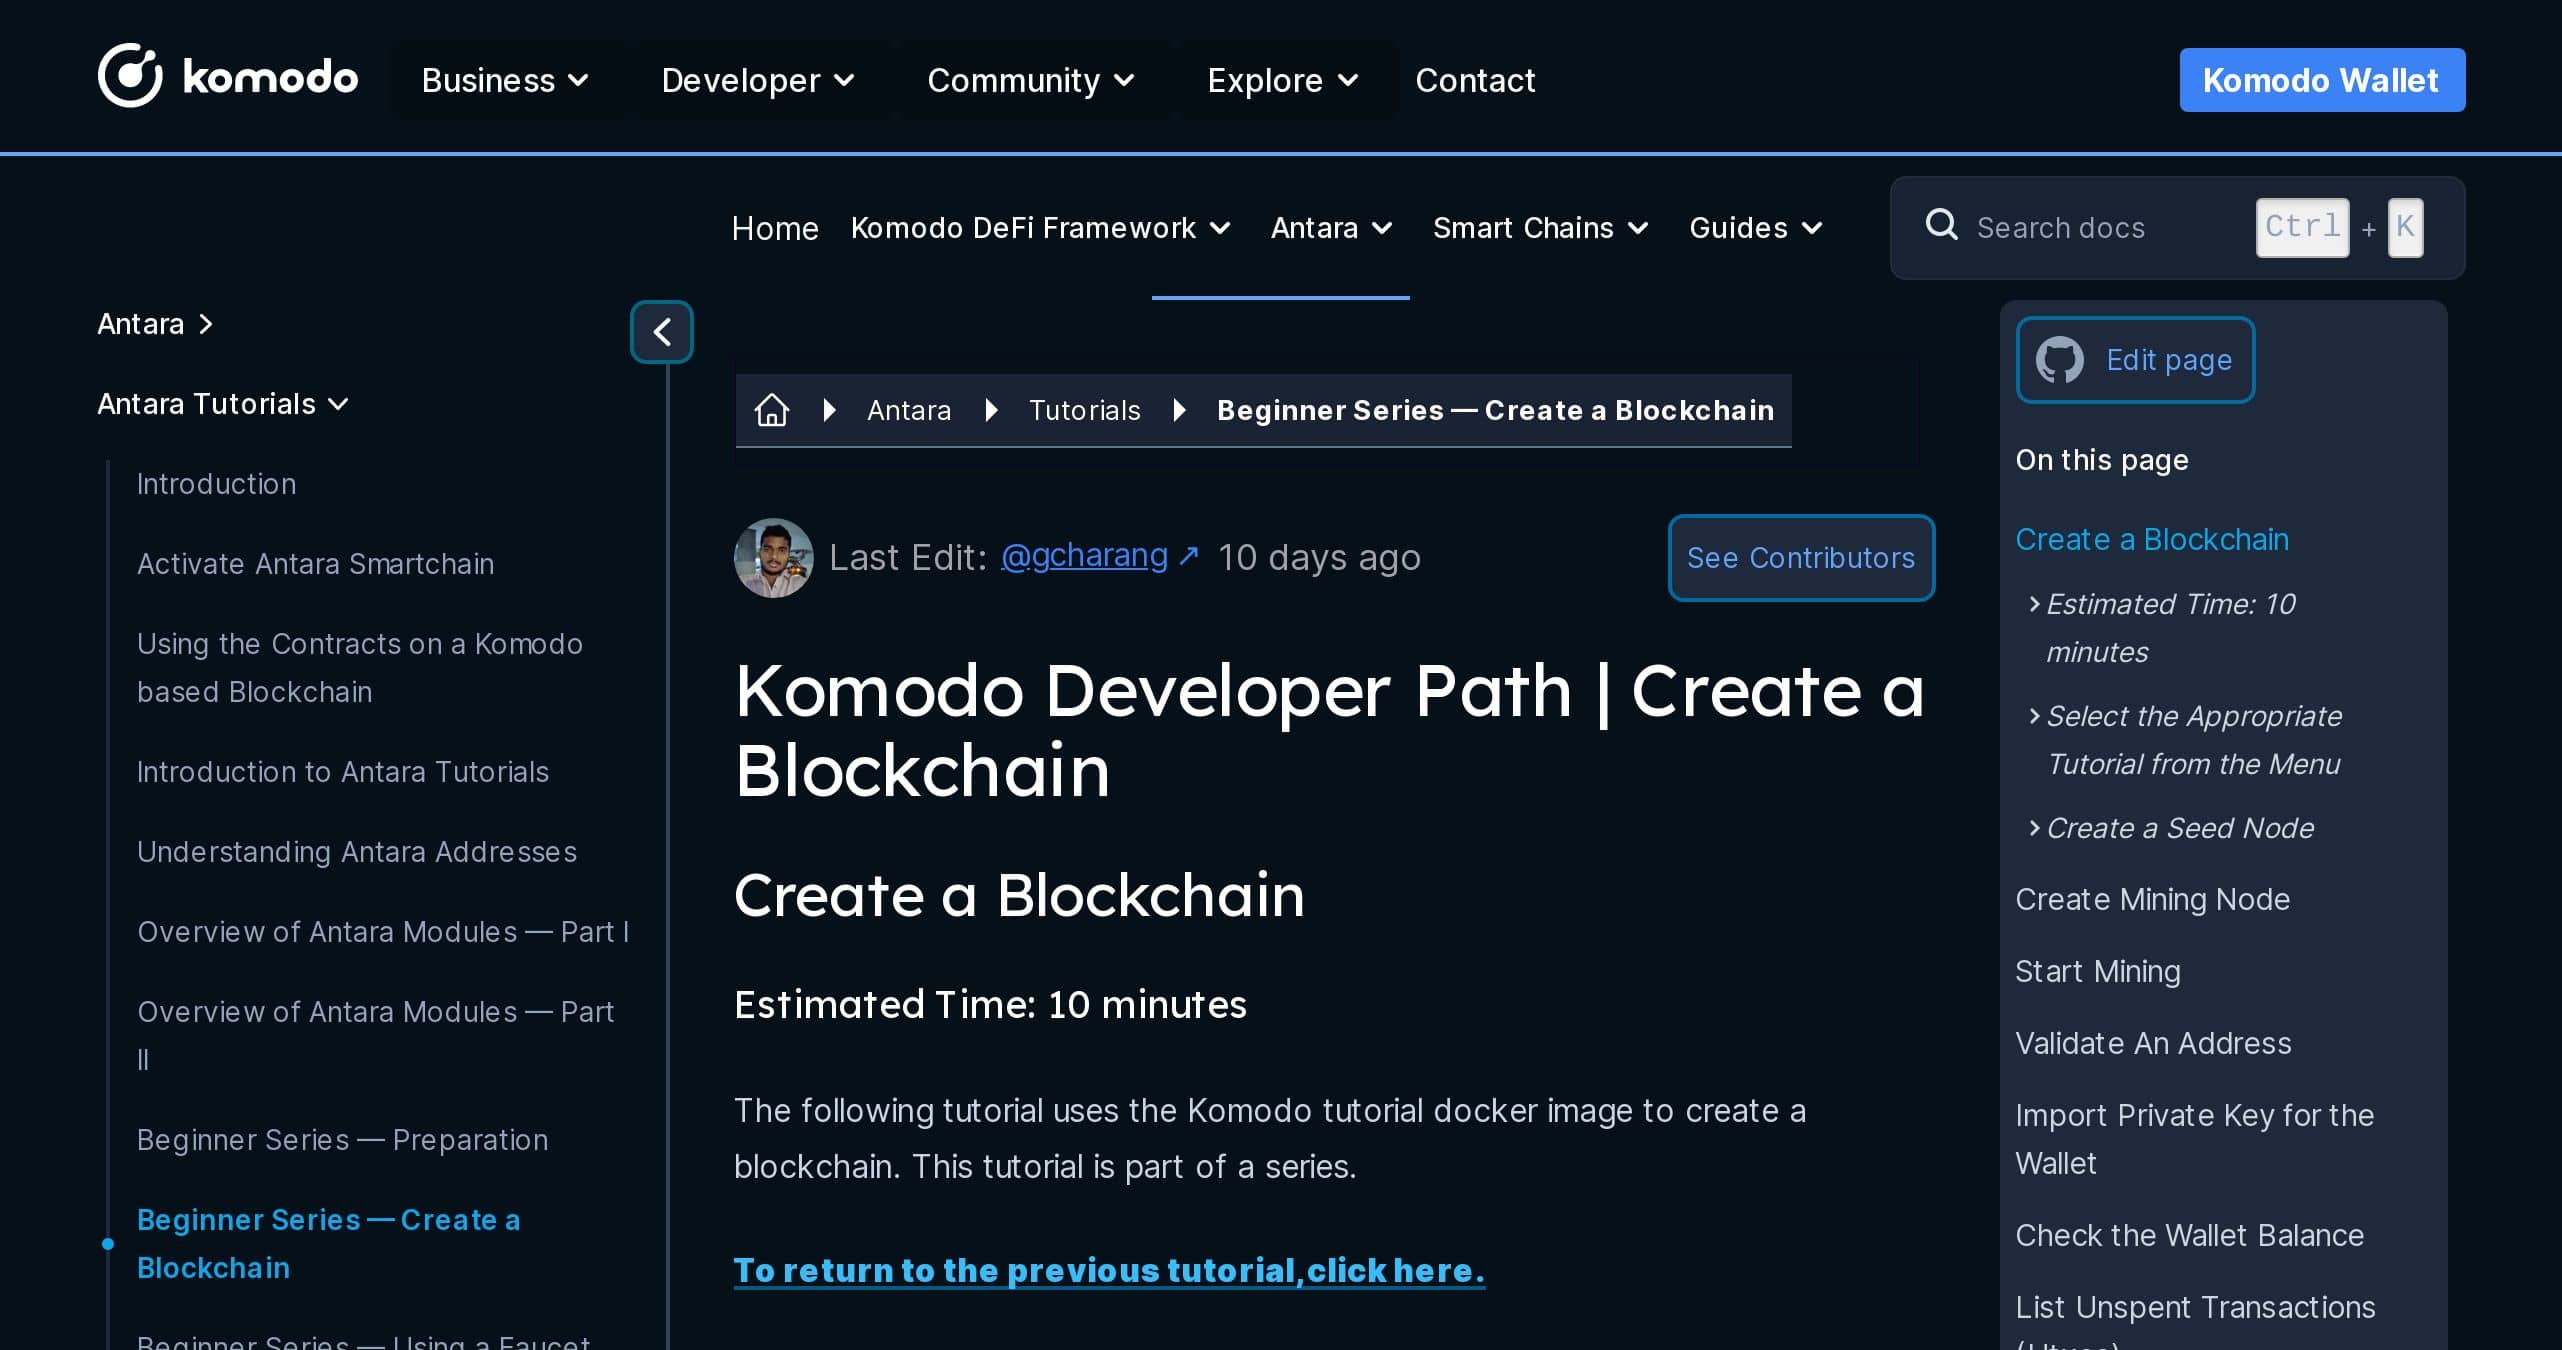 komodo
Business
Developer
Community
Explore
Contact
Komodo Wallet
Home
Komodo DeFi Framework
Antara
Smart Chains
Guides
Search docs
Ctrl + K
Antara
Antara Tutorials
Introduction
Activate Antara Smartchain
Using the Contracts on a Komodo
based Blockchain
Introduction to Antara Tutorials
Understanding Antara Addresses
Overview of Antara Modules — Part I
Overview of Antara Modules — Part
II
Beginner Series — Preparation
Beginner Series — Create a
Blockchain
Beginner Series — Using a Faucet
Antara
Tutorials
Beginner Series — Create a Blockchain
Last Edit: @gcharang ↗ 10 days ago
See Contributors
Komodo Developer Path | Create a
Blockchain
Create a Blockchain
Estimated Time: 10 minutes
The following tutorial uses the Komodo tutorial docker image to create a
blockchain. This tutorial is part of a series.
To return to the previous tutorial,click here.
Edit page
On this page
Create a Blockchain
Estimated Time: 10
minutes
Select the Appropriate
Tutorial from the Menu
Create a Seed Node
Create Mining Node
Start Mining
Validate An Address
Import Private Key for the
Wallet
Check the Wallet Balance
List Unspent Transactions